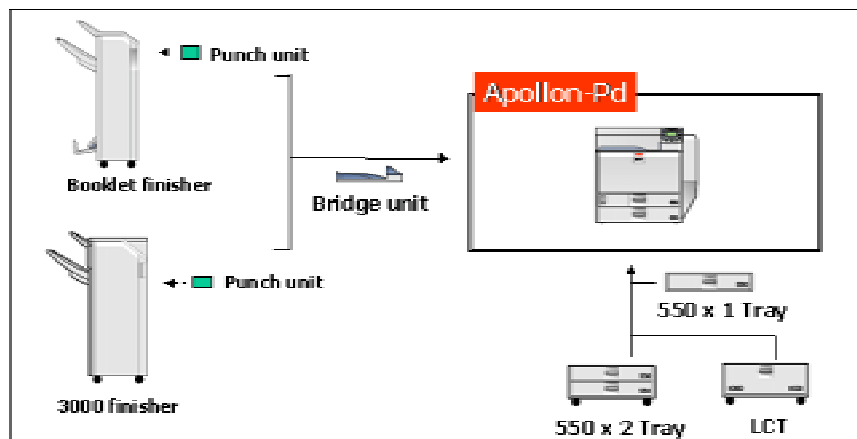 Punch unit
Booklet finisher
Bridge unit
Apollon-Pd
Punch unit
3000 finisher
550 x 1 Tray
550 x 2 Tray
LCT